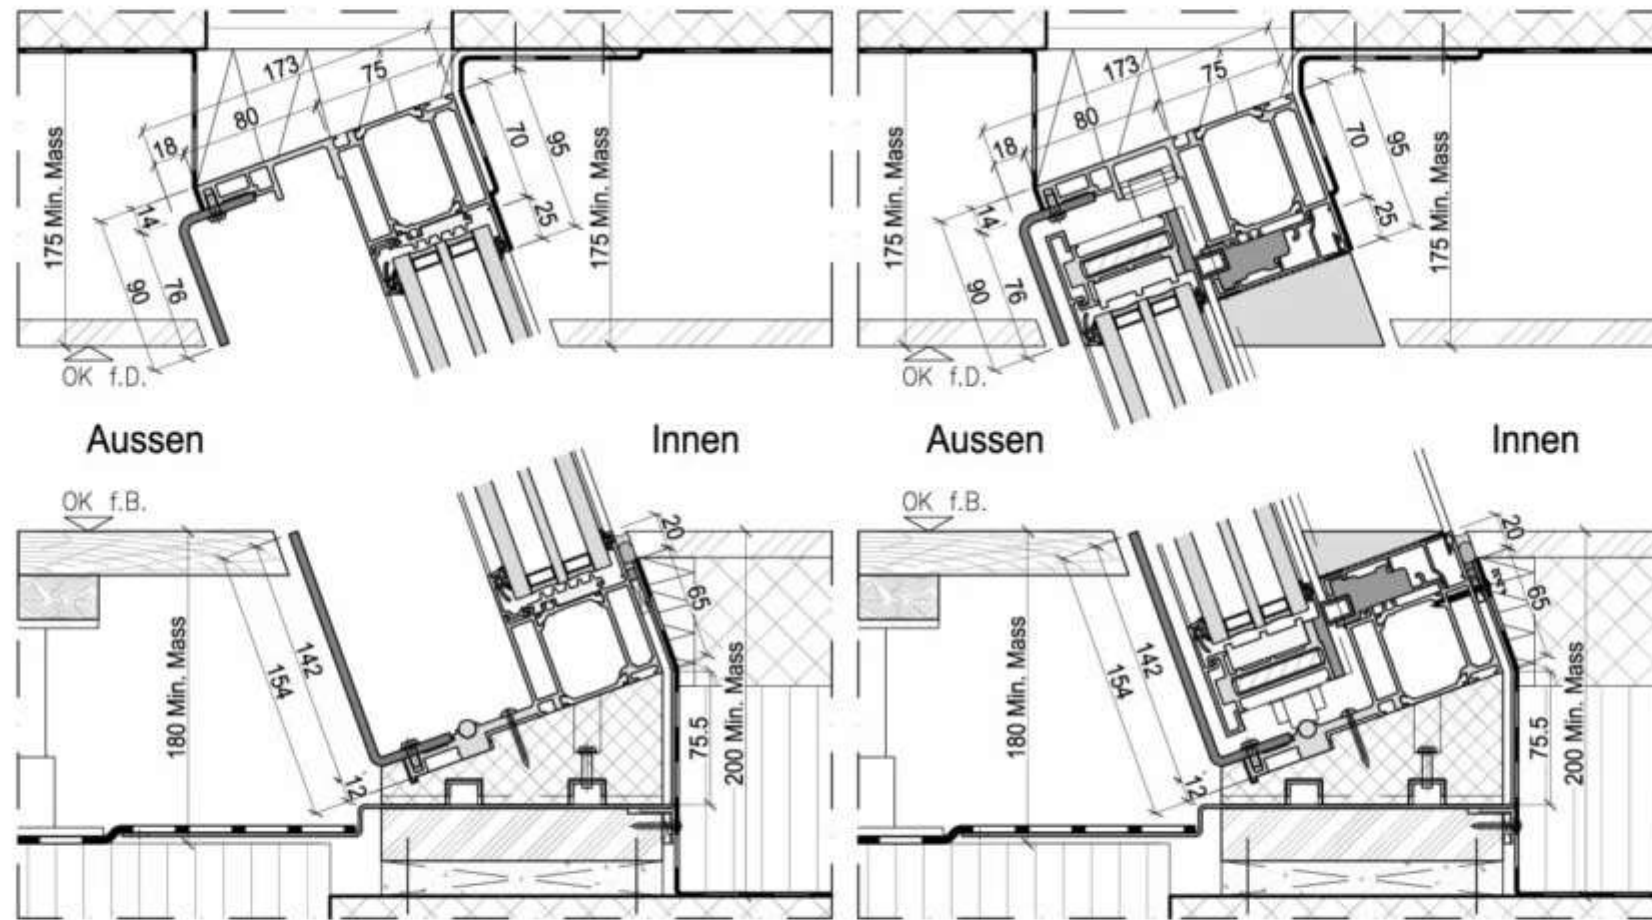 173
75
80
18
70
95
175 Min. Mass
14
25
175 Min. Mass
90
76
OK f.D.
Aussen
Innen
OK f.B.
20
65
142
154
180 Min. Mass
75.5
200 Min. Mass
12
173
75
80
18
70
95
175 Min. Mass
14
25
175 Min. Mass
90
76
OK f.D.
Aussen
Innen
OK f.B.
20
65
142
154
180 Min. Mass
75.5
200 Min. Mass
12